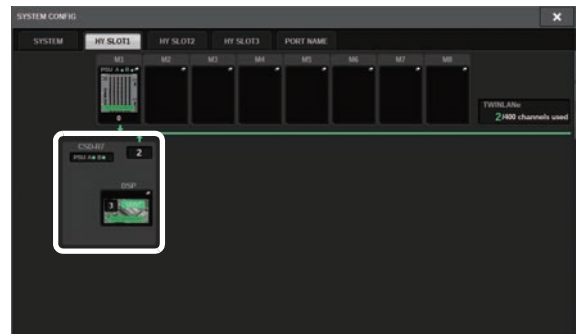 SYSTEM CONFIG
SYSTEM HY SLOT1 HY SLOT2 HY SLOT3 PORT NAME
M1 M2 M3 M4 M5 M6 M7 M8
PSU A B
0
TWINLANe
2/400 channels used
CSD-R7
PSU A B
2
DSP
3